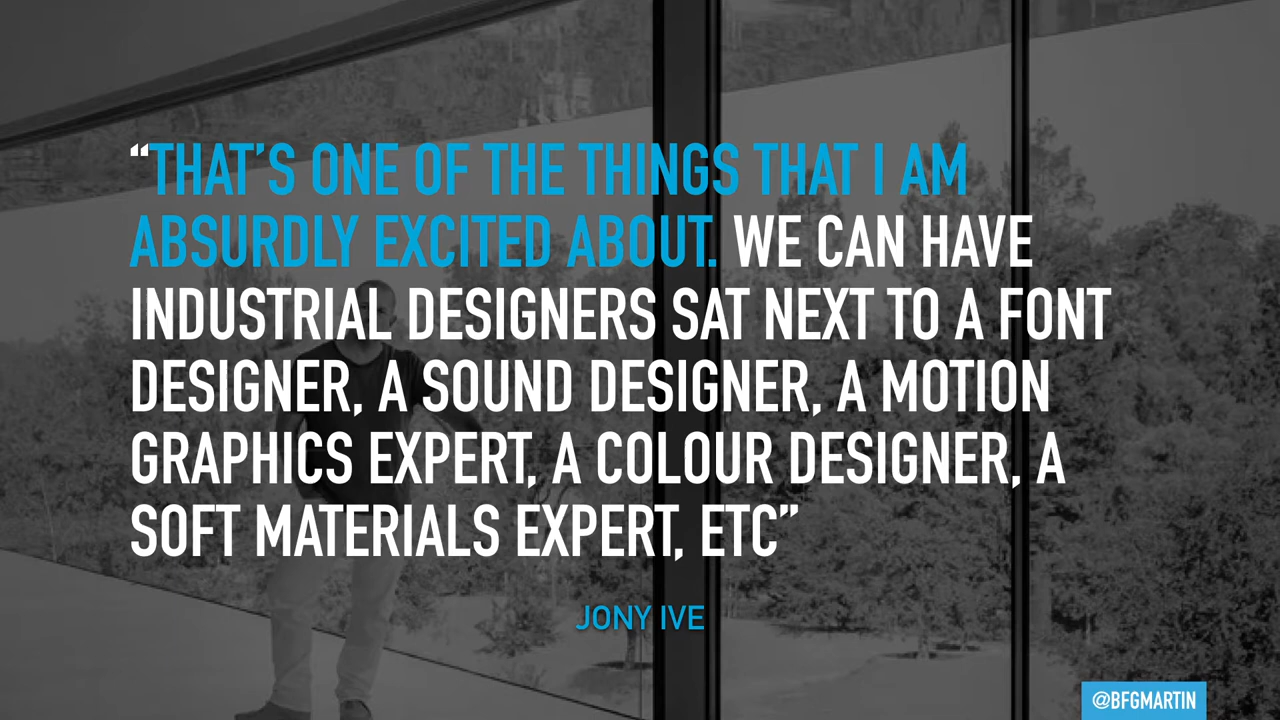 “THAT’S ONE OF THE THINGS THAT I AM
ABSURDLY EXCITED ABOUT. WE CAN HAVE
INDUSTRIAL DESIGNERS SAT NEXT TO A FONT
DESIGNER, A SOUND DESIGNER, A MOTION
GRAPHICS EXPERT, A COLOUR DESIGNER, A
SOFT MATERIALS EXPERT, ETC”
JONY IVE
@BFGMARTIN